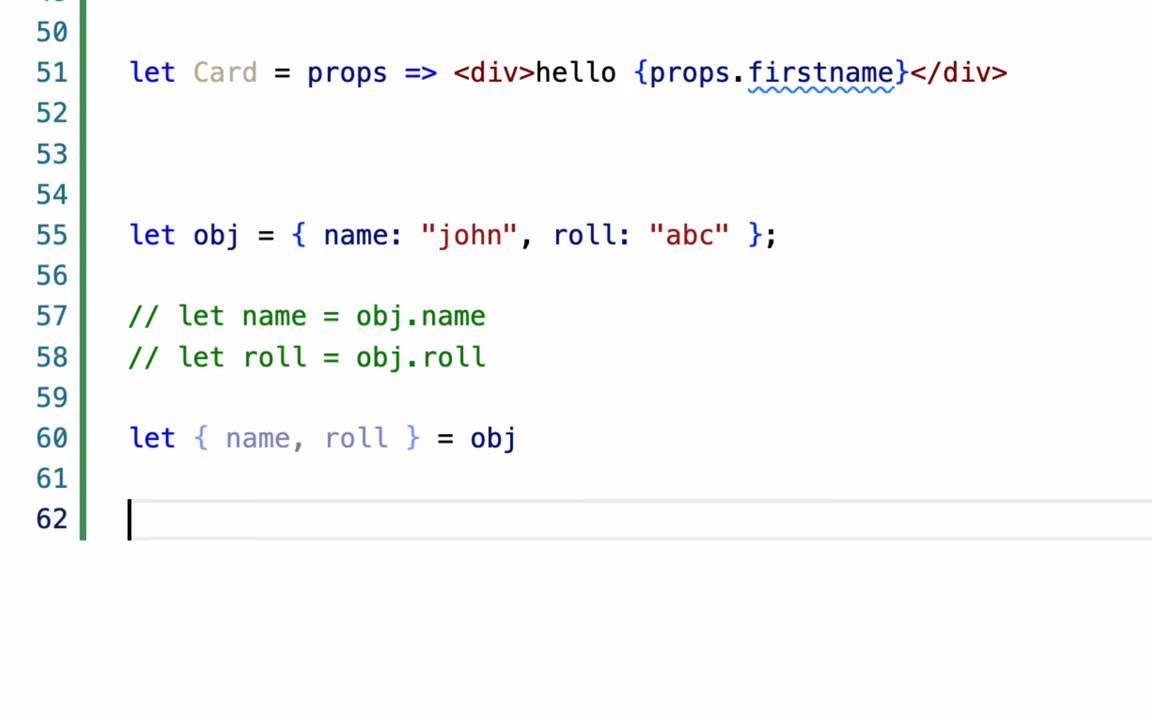 50
51 let Card = props => <div>hello {props.firstname}</div>
52
53
54
55 let obj = { name: "john", roll: "abc" };
56
57 // let name = obj.name
58 // let roll = obj.roll
59
60 let { name, roll } = obj
61
62